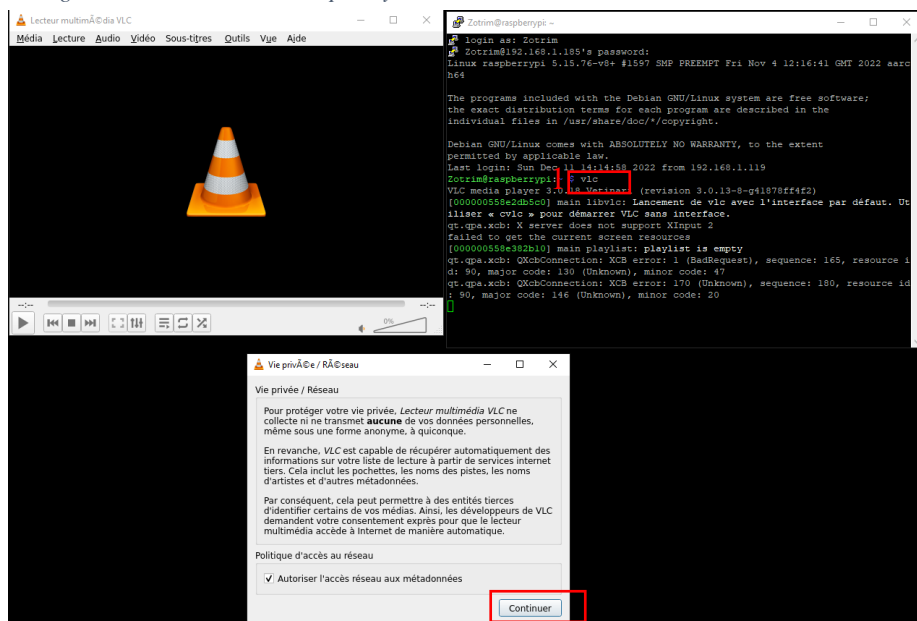 Lecteur multimÃ©dia VLC
Média Lecture Audio Vidéo Sous-titres Outils Vue Aide
--:-- --:--
0%
Zotrim@raspberrypi: ~
login as: Zotrim
Zotrim@192.168.1.185's password:
Linux raspberrypi 5.15.76-v8+ #1597 SMP PREEMPT Fri Nov 4 12:16:41 GMT 2022 aarc
h64
The programs included with the Debian GNU/Linux system are free software;
the exact distribution terms for each program are described in the
individual files in /usr/share/doc/*/copyright.
Debian GNU/Linux comes with ABSOLUTELY NO WARRANTY, to the extent
permitted by applicable law.
Last login: Sun Dec 11 14:14:58 2022 from 192.168.1.119
Zotrim@raspberrypi: $ vlc
VLC media player 3.0.18 Vetinari (revision 3.0.13-8-g41878ff4f2)
[000000558e2db5c0] main libvlc: Lancement de vlc avec l'interface par défaut. Ut
iliser « cvlc » pour démarrer VLC sans interface.
qt.qpa.xcb: X server does not support XInput 2
failed to get the current screen resources
[000000558e382b10] main playlist: playlist is empty
qt.qpa.xcb: QXcbConnection: XCB error: 1 (BadRequest), sequence: 165, resource i
d: 90, major code: 130 (Unknown), minor code: 47
qt.qpa.xcb: QXcbConnection: XCB error: 170 (Unknown), sequence: 180, resource id
: 90, major code: 146 (Unknown), minor code: 20
Vie privÃ©e / RÃ©seau
Vie privée / Réseau
Pour protéger votre vie privée, Lecteur multimédia VLC ne
collecte ni ne transmet aucune de vos données personnelles,
même sous une forme anonyme, à quiconque.
En revanche, VLC est capable de récupérer automatiquement des
informations sur votre liste de lecture à partir de services internet
tiers. Cela inclut les pochettes, les noms des pistes, les noms
d'artistes et d'autres métadonnées.
Par conséquent, cela peut permettre à des entités tierces
d'identifier certains de vos médias. Ainsi, les développeurs de VLC
demandent votre consentement exprès pour que le lecteur
multimédia accède à Internet de manière automatique.
Politique d'accès au réseau
Autoriser l'accès réseau aux métadonnées
Continuer